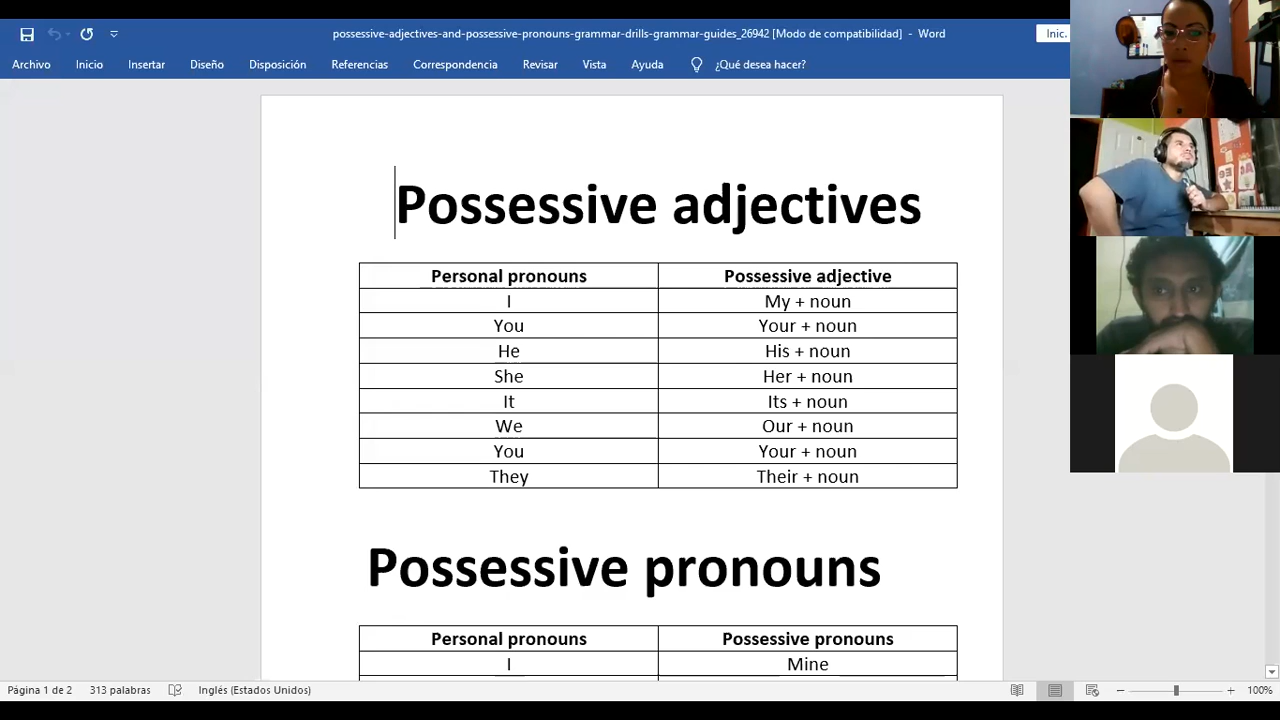 possessive-adjectives-and-possessive-pronouns-grammar-drills-grammar-guides_26942 [Modo de compatibilidad] - Word
Inic.
Archivo Inicio Insertar Diseño Disposición Referencias Correspondencia Revisar Vista Ayuda ¿Qué desea hacer?
Possessive adjectives
Personal pronouns Possessive adjective
I My + noun
You Your + noun
He His + noun
She Her + noun
It Its + noun
We Our + noun
You Your + noun
They Their + noun
Possessive pronouns
Personal pronouns Possessive pronouns
I Mine
Página 1 de 2 313 palabras Inglés (Estados Unidos) 100%